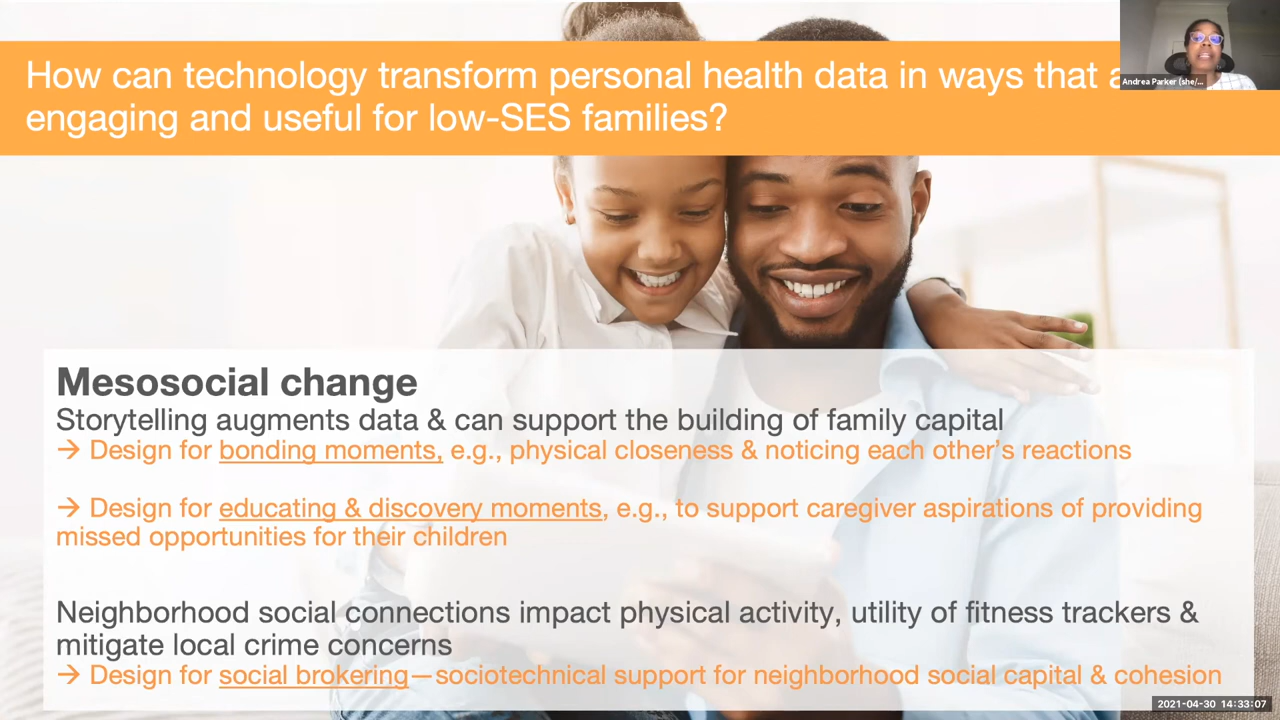 How can technology transform personal health data in ways that a
engaging and useful for low-SES families?
Andrea Parker (she/...
Mesosocial change
Storytelling augments data & can support the building of family capital
→ Design for bonding moments, e.g., physical closeness & noticing each other's reactions
→ Design for educating & discovery moments, e.g., to support caregiver aspirations of providing
missed opportunities for their children
Neighborhood social connections impact physical activity, utility of fitness trackers &
mitigate local crime concerns
→ Design for social brokering—sociotechnical support for neighborhood social capital & cohesion
2021-04-30 14:33:07